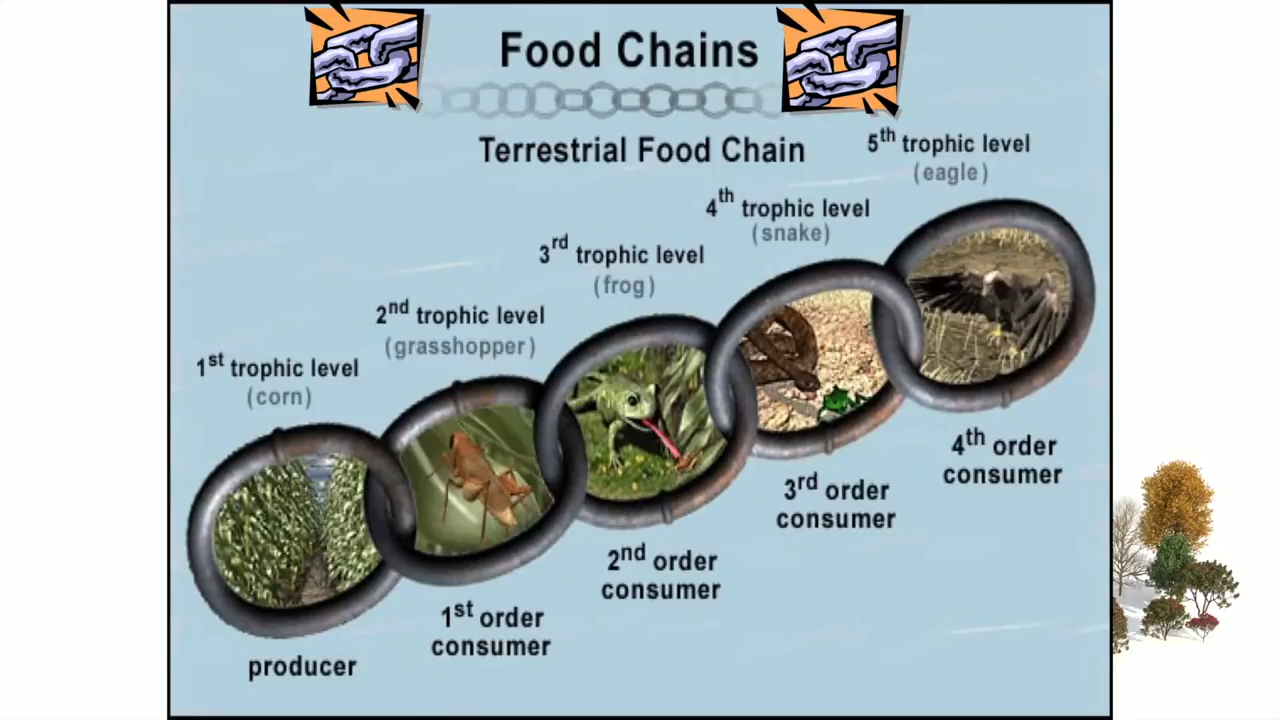 Food Chains
Terrestrial Food Chain
5th trophic level
(eagle)
4th trophic level
(snake)
3rd trophic level
(frog)
2nd trophic level
(grasshopper)
1st trophic level
(corn)
4th order
consumer
3rd order
consumer
2nd order
consumer
1st order
consumer
producer